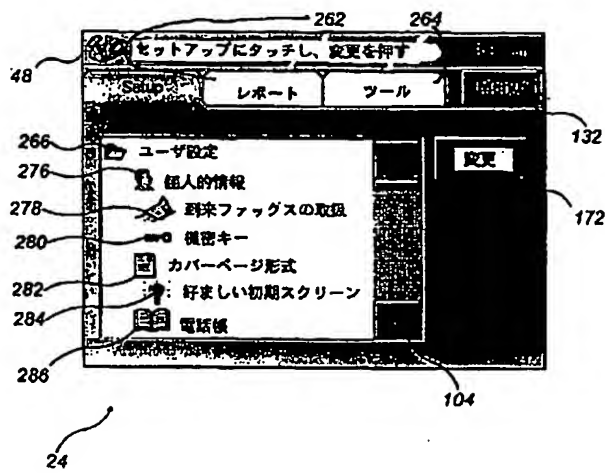 262 264
セットアップにタッチし、変更を押す
48
Setup レポート ツール
132
266 ユーザ設定 変更
276 個人的情報
172
278 到来ファッグスの取扱
280 機密キー
282 カバーページ形式
284 好ましい初期スクリーン
286 電話帳
104
24